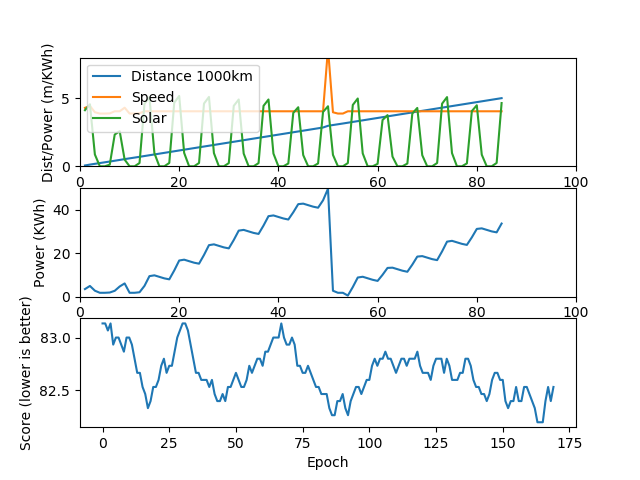 Dist/Power (m/KWh)
5
0
Distance 1000km
Speed
Solar
0 20 40 60 80 100
Power (KWh)
40
20
0
0 20 40 60 80 100
Score (lower is better)
83.0
82.5
0 25 50 75 100 125 150 175
Epoch